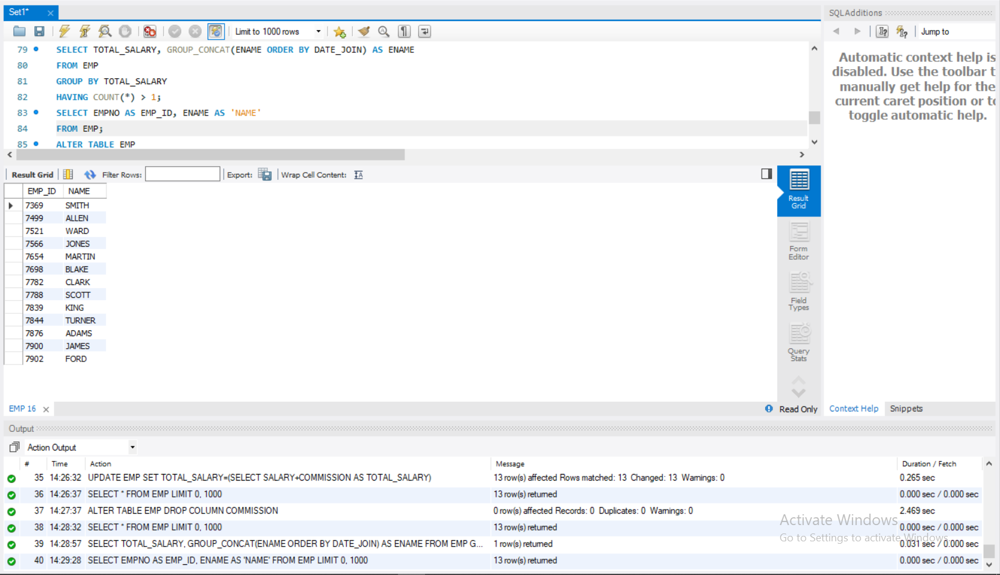 Set1*
SQLAdditions
Limit to 1000 rows
Jump to
79 SELECT TOTAL_SALARY, GROUP_CONCAT(ENAME ORDER BY DATE_JOIN) AS ENAME
80 FROM EMP
81 GROUP BY TOTAL_SALARY
82 HAVING COUNT(*) > 1;
83 SELECT EMPNO AS EMP_ID, ENAME AS 'NAME'
84 FROM EMP;
85 ALTER TABLE EMP
Automatic context help is
disabled. Use the toolbar t
manually get help for the
current caret position or to
toggle automatic help.
Result Grid Filter Rows: Export: Wrap Cell Content:
EMP_ID NAME
7369 SMITH
7499 ALLEN
7521 WARD
7566 JONES
7654 MARTIN
7698 BLAKE
7782 CLARK
7788 SCOTT
7839 KING
7844 TURNER
7876 ADAMS
7900 JAMES
7902 FORD
Result
Grid
Form
Editor
Field
Types
Query
Stats
EMP 16
Read Only
Context Help Snippets
Output
Action Output
# Time Action Message Duration / Fetch
35 14:26:32 UPDATE EMP SET TOTAL_SALARY=(SELECT SALARY+COMMISSION AS TOTAL_SALARY) 13 row(s) affected Rows matched: 13 Changed: 13 Warnings: 0 0.265 sec
36 14:26:37 SELECT * FROM EMP LIMIT 0, 1000 13 row(s) returned 0.000 sec / 0.000 sec
37 14:27:37 ALTER TABLE EMP DROP COLUMN COMMISSION 0 row(s) affected Records: 0 Duplicates: 0 Warnings: 0 2.469 sec
38 14:28:32 SELECT * FROM EMP LIMIT 0, 1000 13 row(s) returned 0.000 sec / 0.000 sec
39 14:28:57 SELECT TOTAL_SALARY, GROUP_CONCAT(ENAME ORDER BY DATE_JOIN) AS ENAME FROM EMP G... 1 row(s) returned 0.031 sec / 0.000 sec
40 14:29:28 SELECT EMPNO AS EMP_ID, ENAME AS 'NAME' FROM EMP LIMIT 0, 1000 13 row(s) returned 0.000 sec / 0.000 sec
Activate Windows
Go to Settings to activate Windows.